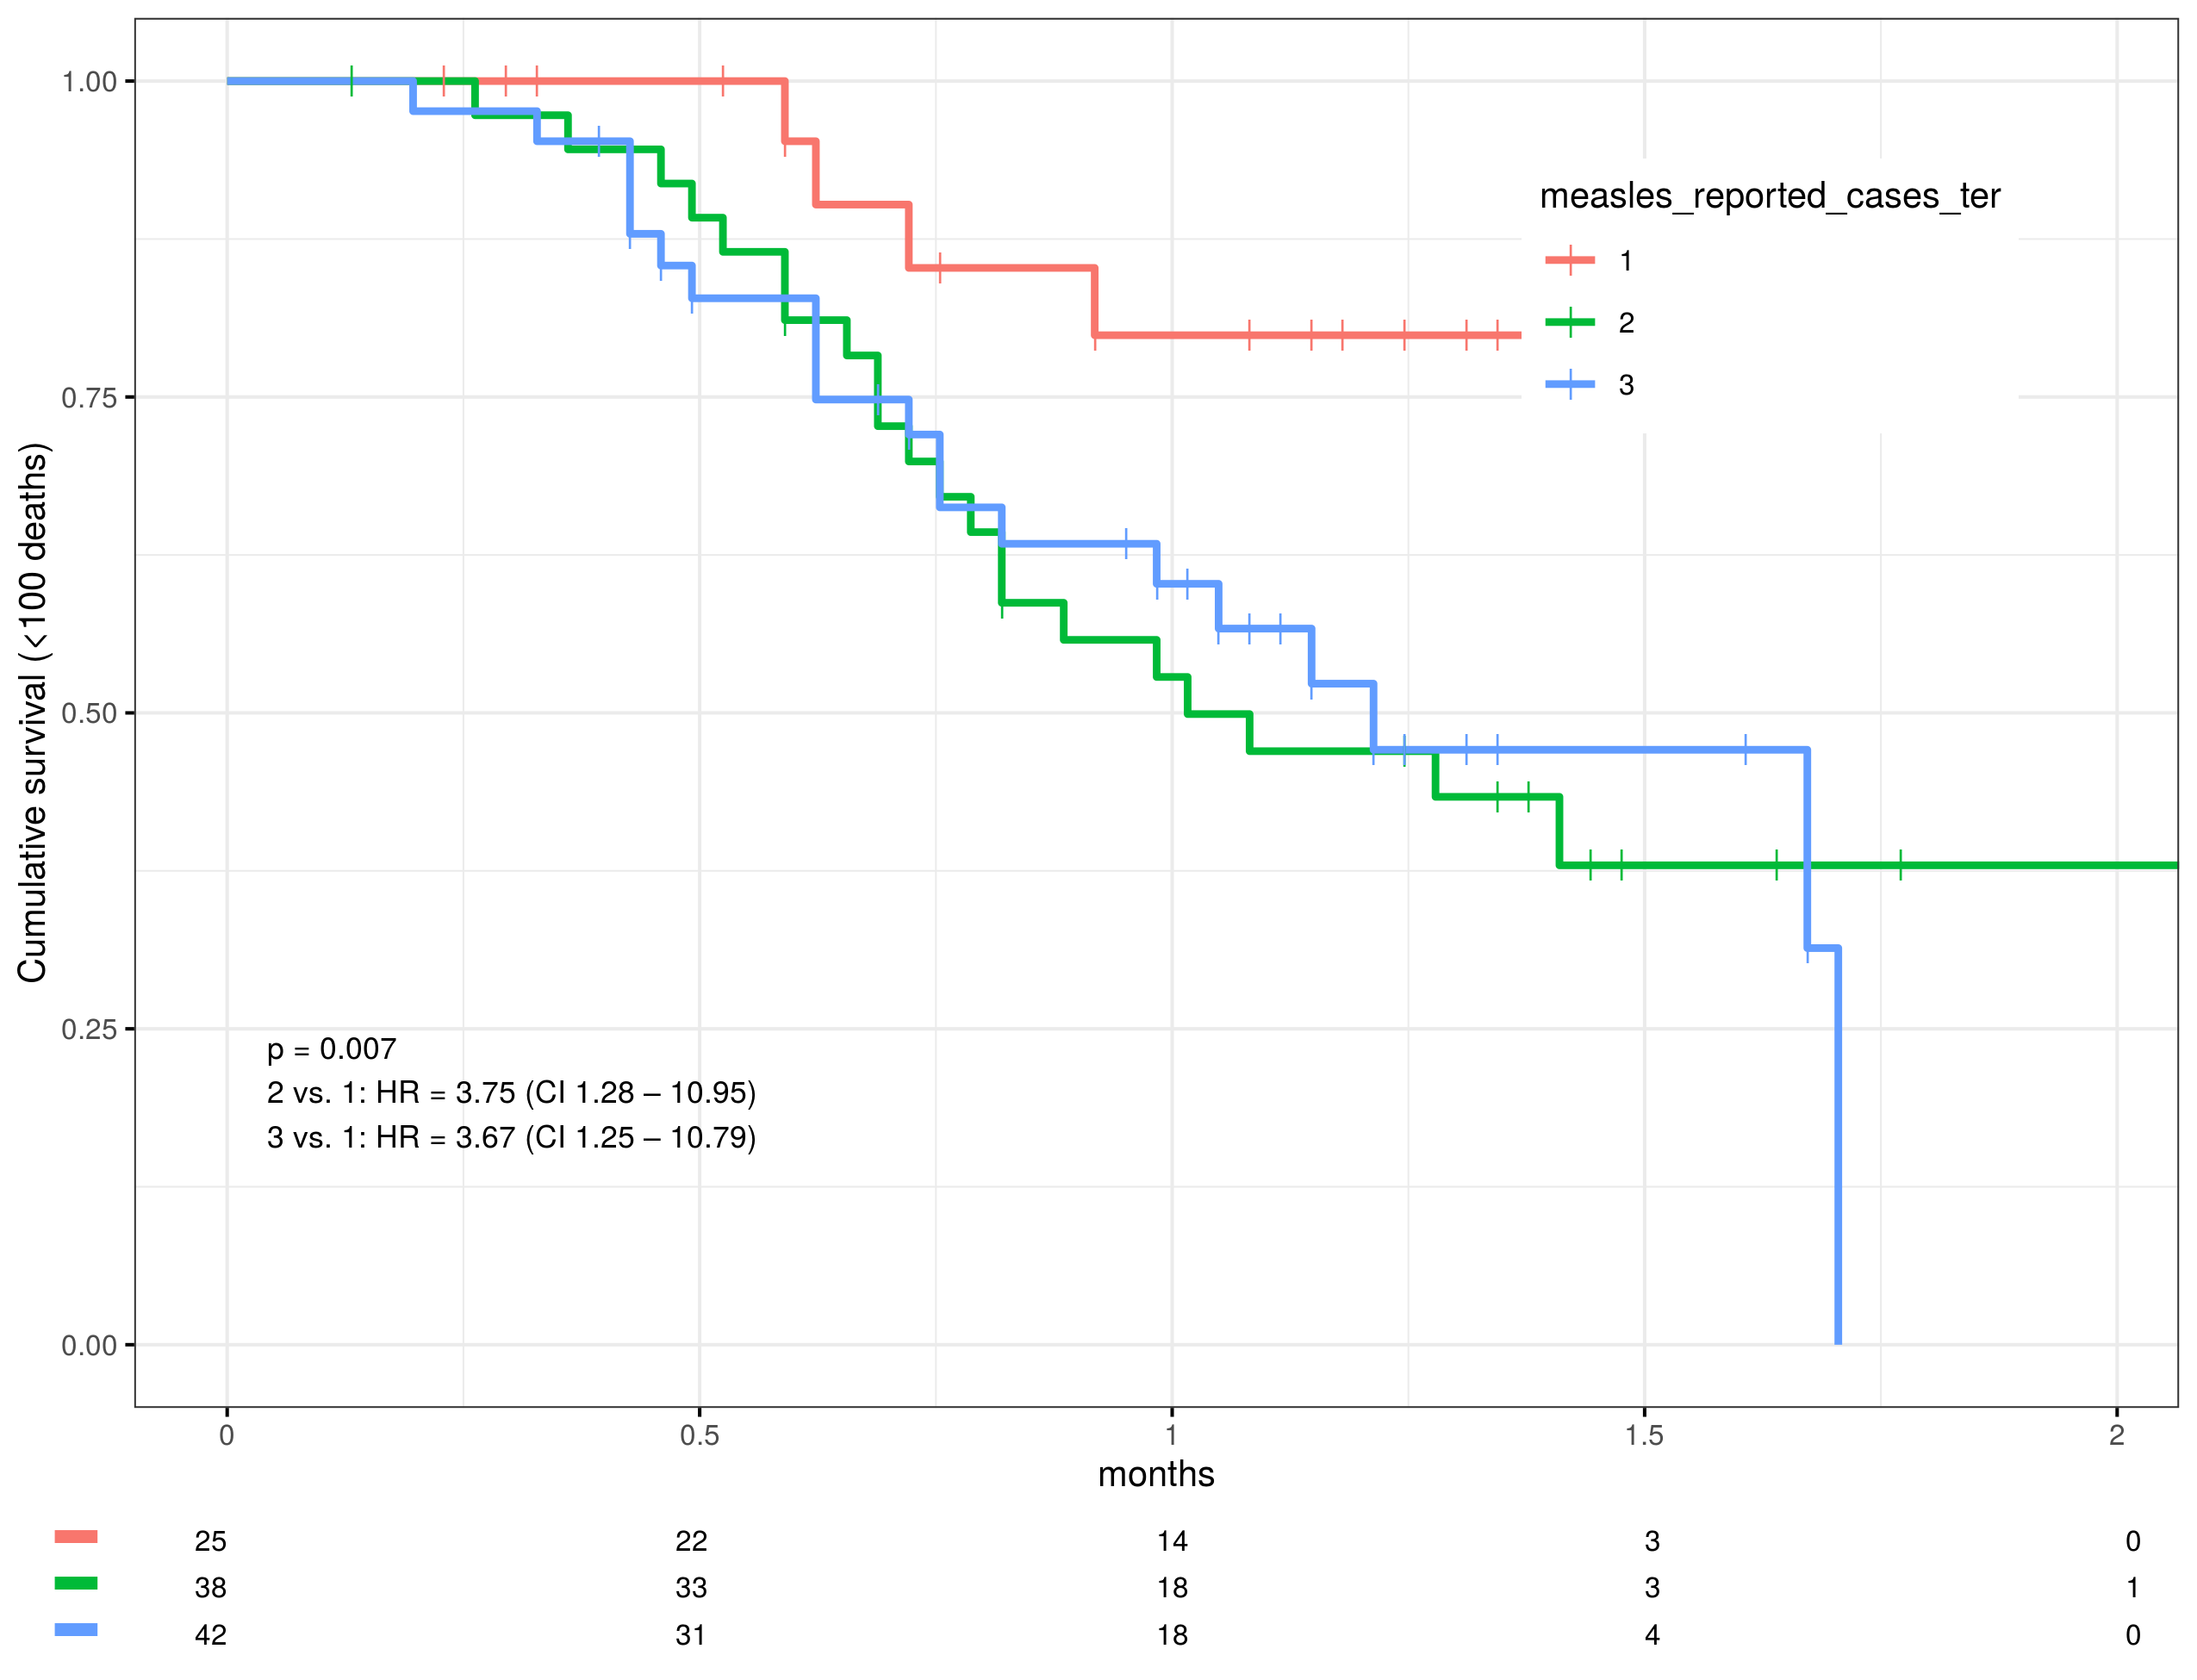 Cumulative survival (<100 deaths)
1.00
0.75
0.50
0.25
0.00
measles_reported_cases_ter
1
2
3
p = 0.007
2 vs. 1: HR = 3.75 (CI 1.28 – 10.95)
3 vs. 1: HR = 3.67 (CI 1.25 – 10.79)
0 0.5 1 1.5 2
months
25 22 14 3 0
38 33 18 3 1
42 31 18 4 0